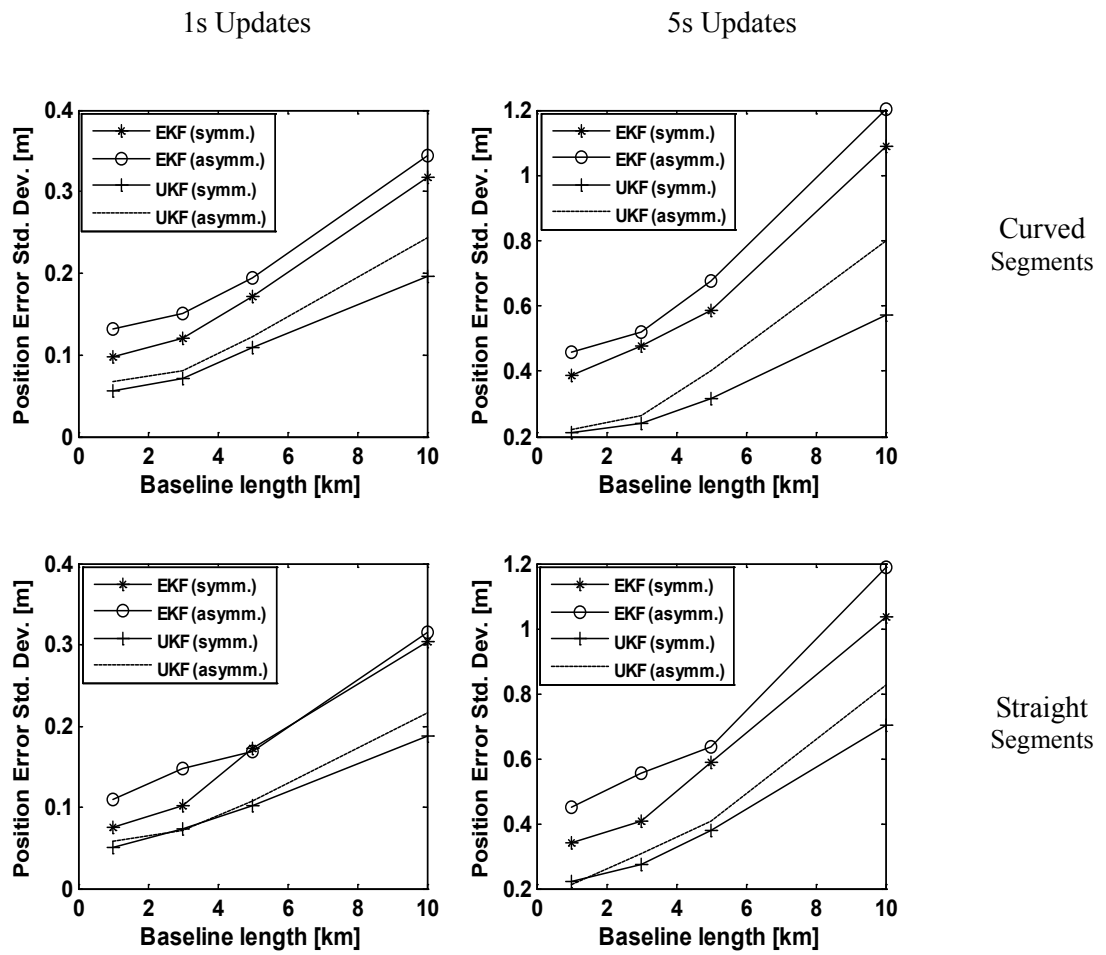 1s Updates
5s Updates
Position Error Std. Dev. [m]
0.4
0.3
0.2
0.1
0
EKF (symm.)
EKF (asymm.)
UKF (symm.)
UKF (asymm.)
0 2 4 6 8 10
Baseline length [km]
Position Error Std. Dev. [m]
1.2
1
0.8
0.6
0.4
0.2
EKF (symm.)
EKF (asymm.)
UKF (symm.)
UKF (asymm.)
0 2 4 6 8 10
Baseline length [km]
Curved
Segments
Position Error Std. Dev. [m]
0.4
0.3
0.2
0.1
0
EKF (symm.)
EKF (asymm.)
UKF (symm.)
UKF (asymm.)
0 2 4 6 8 10
Baseline length [km]
Position Error Std. Dev. [m]
1.2
1
0.8
0.6
0.4
0.2
EKF (symm.)
EKF (asymm.)
UKF (symm.)
UKF (asymm.)
0 2 4 6 8 10
Baseline length [km]
Straight
Segments